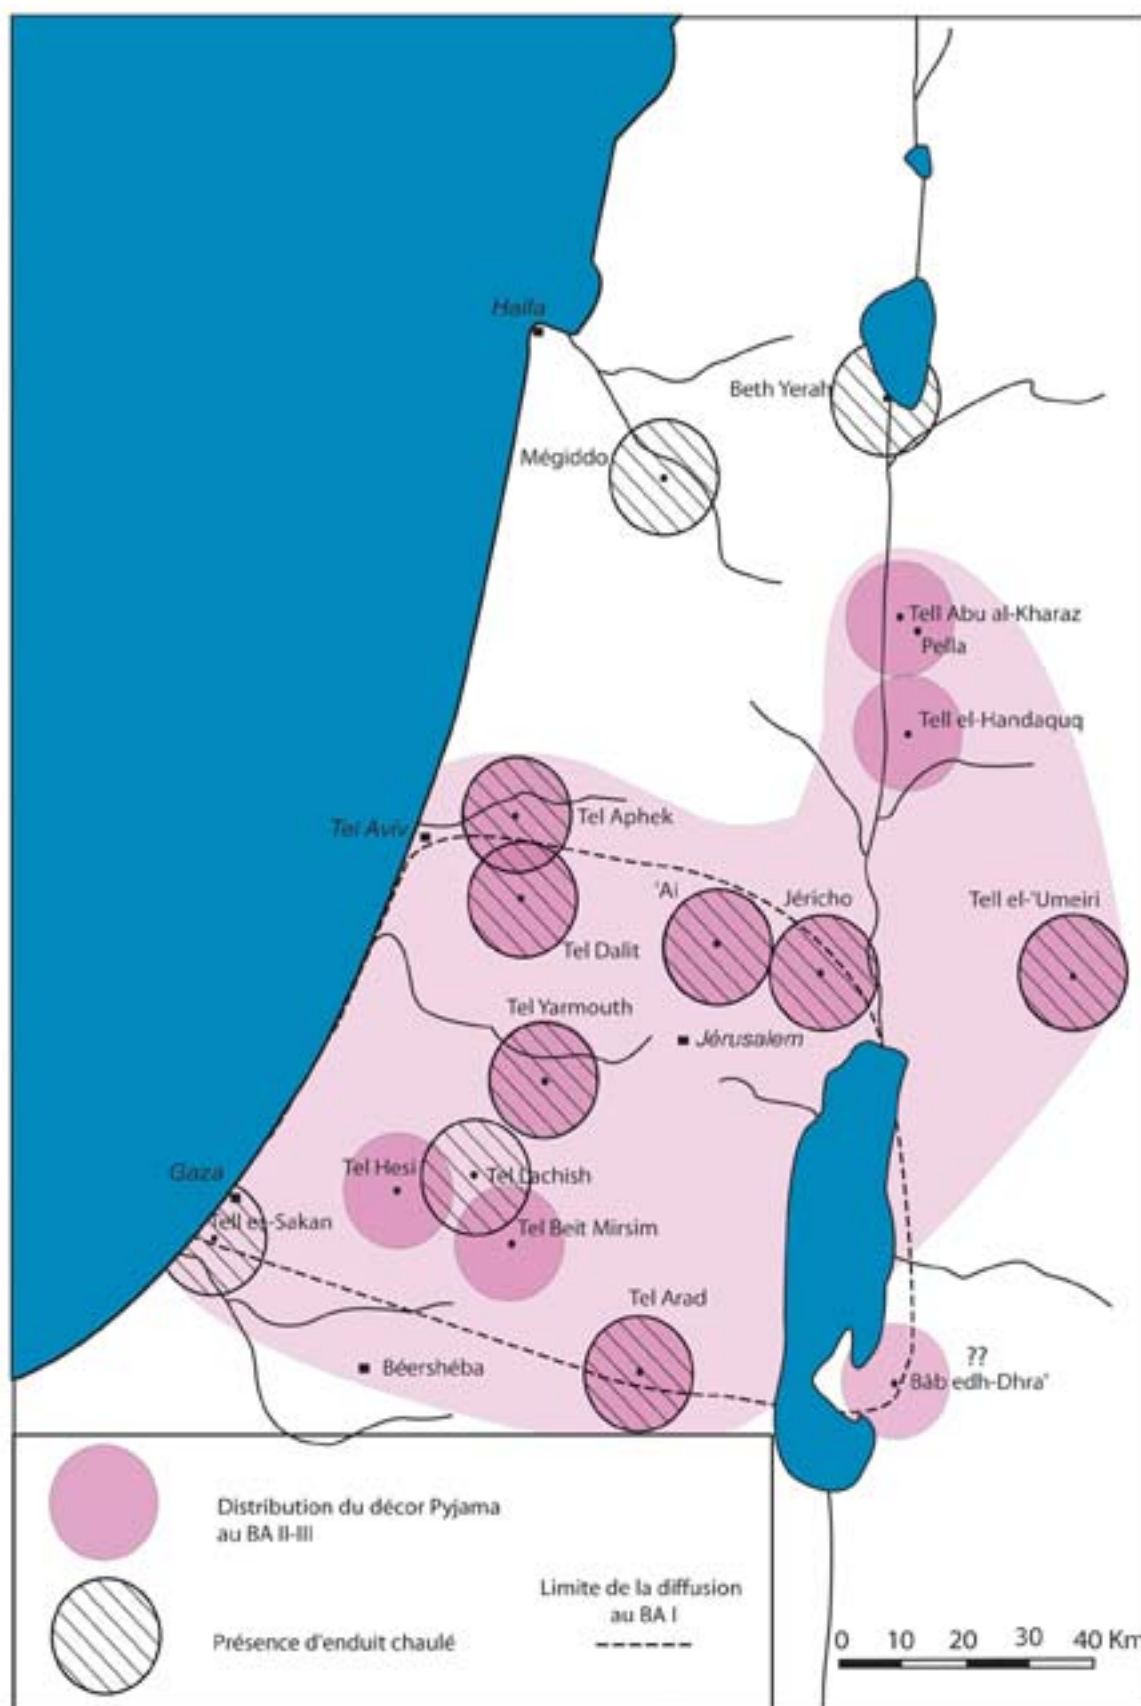 Haïfa
Beth Yerah
Mégiddo
Tell Abu al-Kharaz
Pella
Tell el-Handaquq
Tel Aviv
Tel Aphek
'Ai
Jéricho
Tell el-'Umeiri
Tel Dalit
Tel Yarmouth
Jérusalem
Gaza
Tel Hesi
Tel Lachish
Tell es-Sakan
Tel Beit Mirsim
Tel Arad
Béershéba
??
Bâb edh-Dhra'
Distribution du décor Pyjama
au BA II-III
Limite de la diffusion
au BA I
Présence d'enduit chaulé
0 10 20 30 40 Km